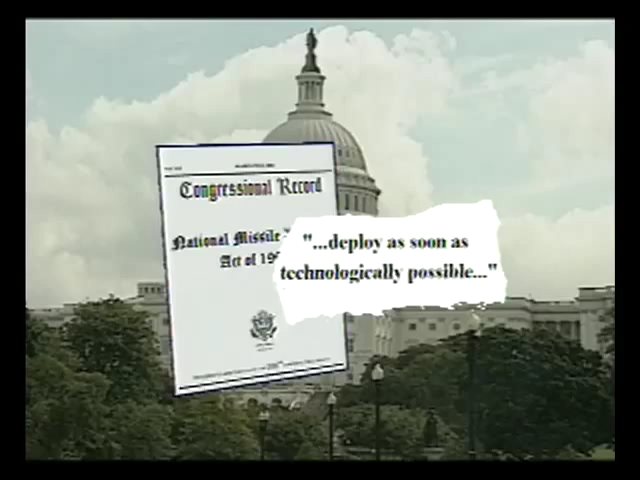 Congressional Record
National Missile
Act of 19
"...deploy as soon as
technologically possible..."